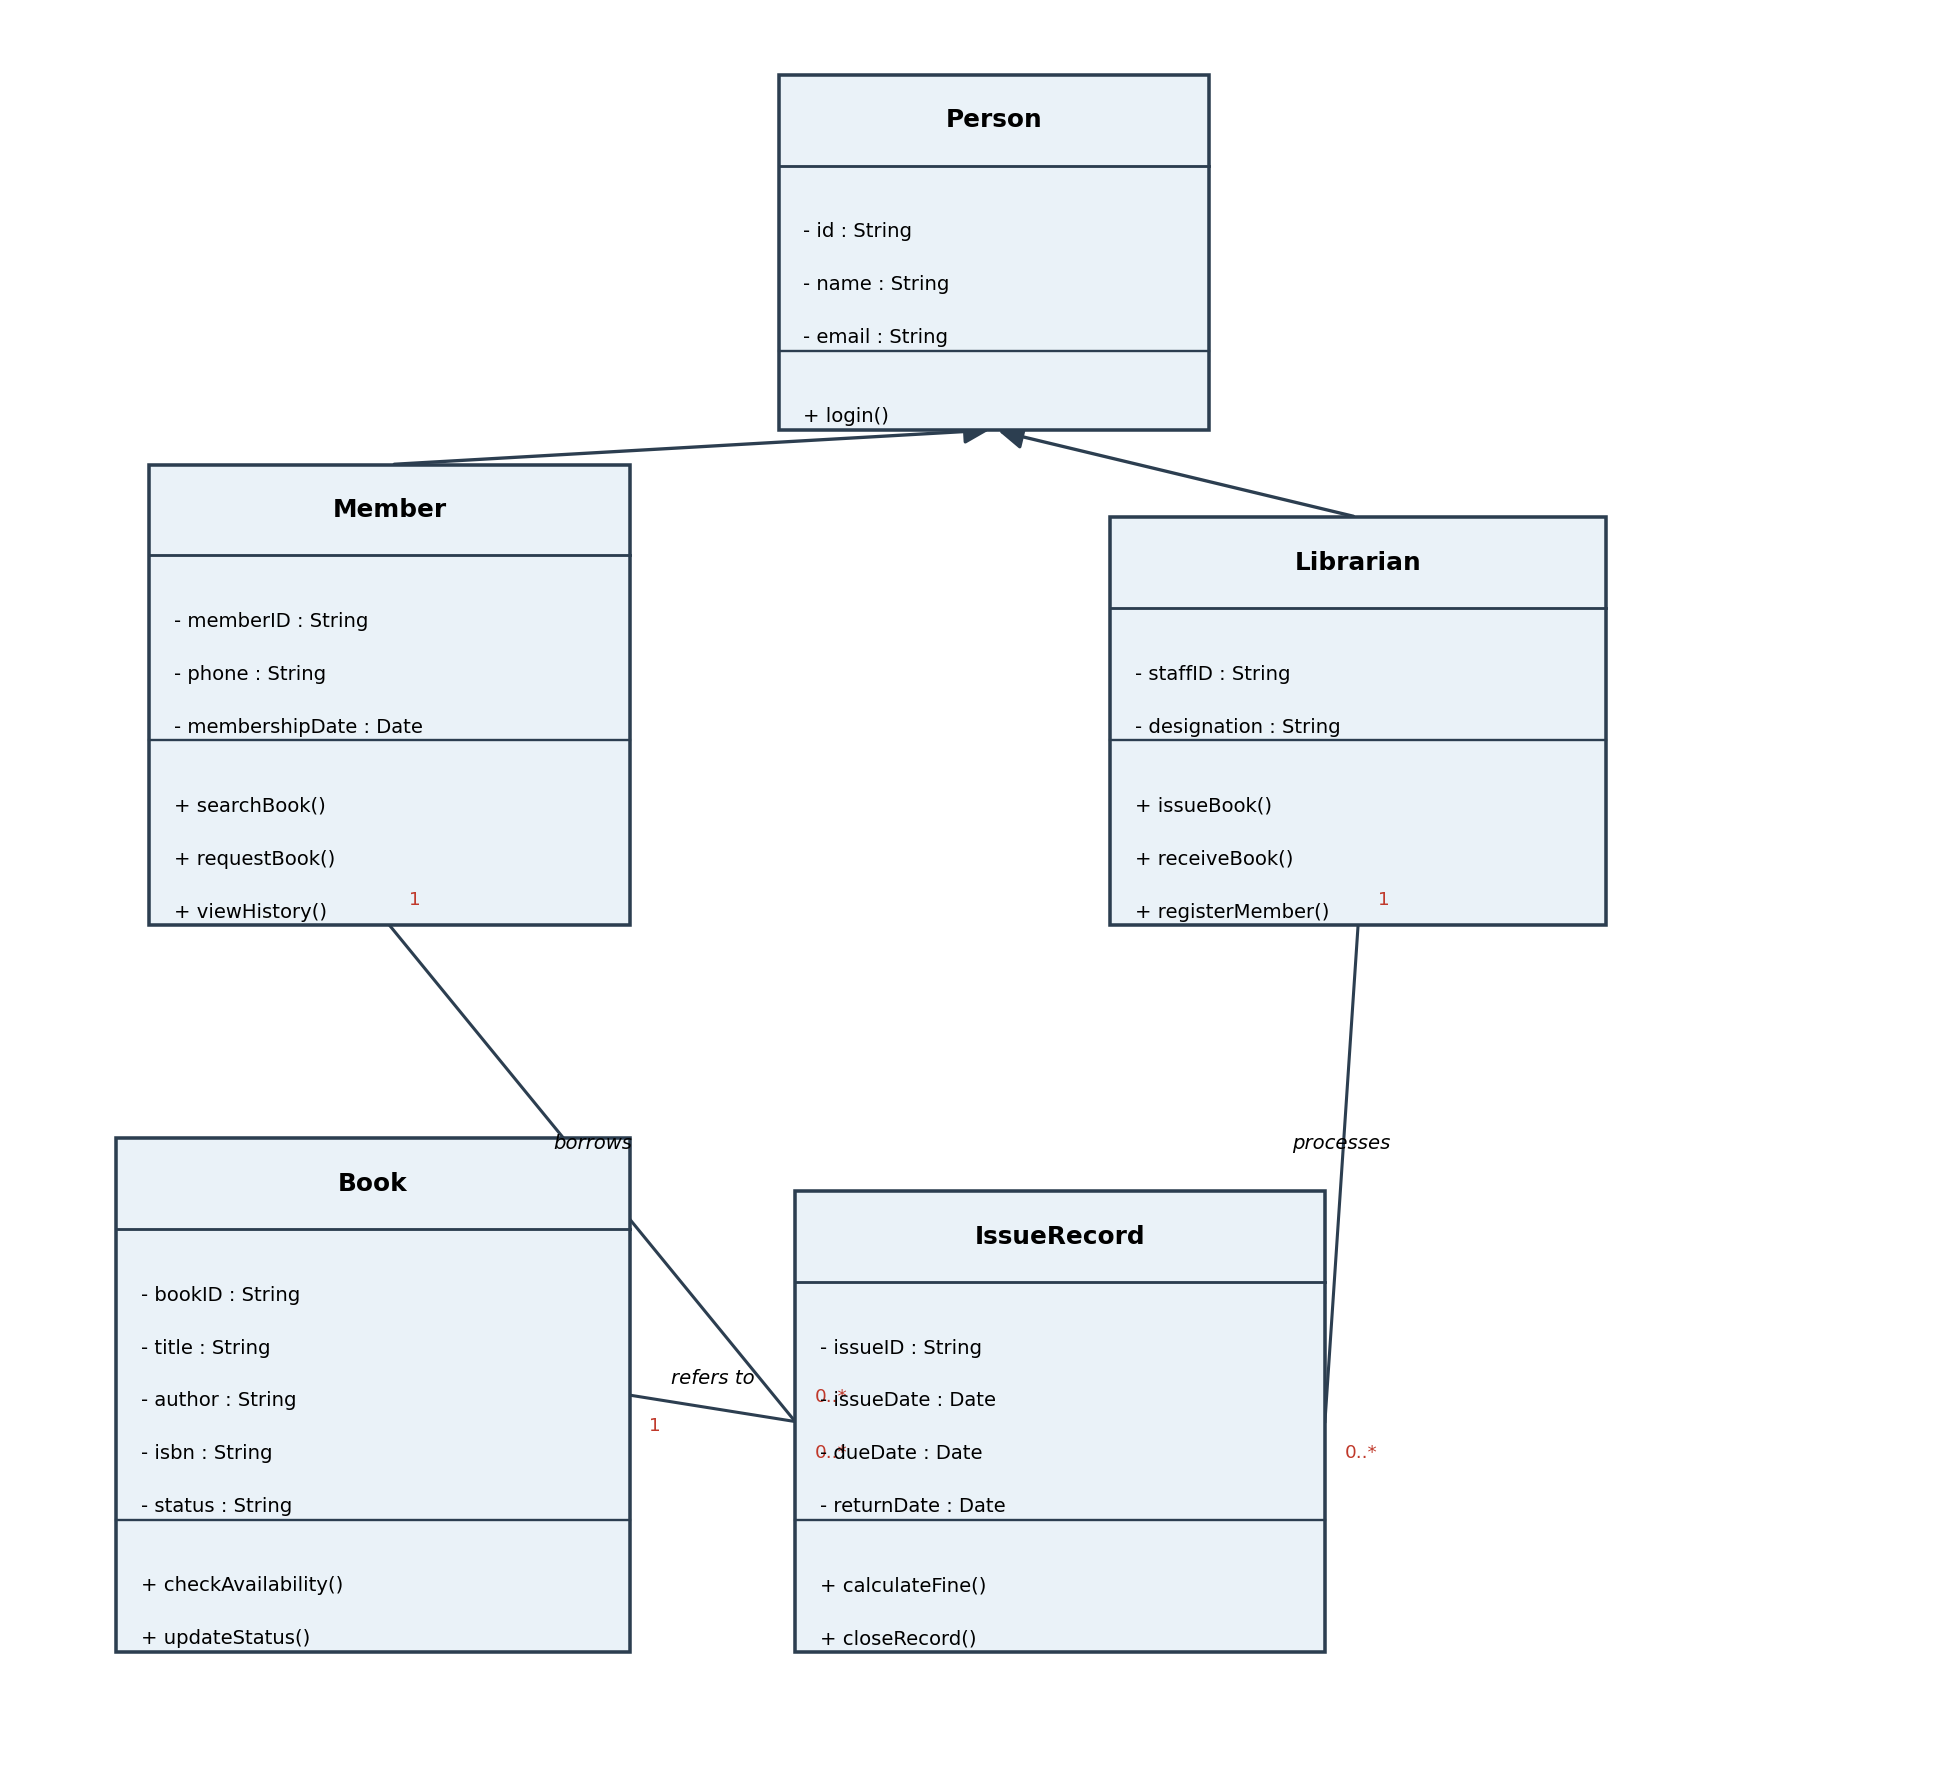 Person
- id : String
- name : String
- email : String
+ login()
Member
- memberID : String
- phone : String
- membershipDate : Date
+ searchBook()
+ requestBook()
+ viewHistory()
1
Librarian
- staffID : String
- designation : String
+ issueBook()
+ receiveBook()
+ registerMember()
1
borrows
processes
Book
- bookID : String
- title : String
- author : String
- isbn : String
- status : String
+ checkAvailability()
+ updateStatus()
refers to
1
IssueRecord
- issueID : String
0..*
- issueDate : Date
0..*
- dueDate : Date
- returnDate : Date
+ calculateFine()
+ closeRecord()
0..*